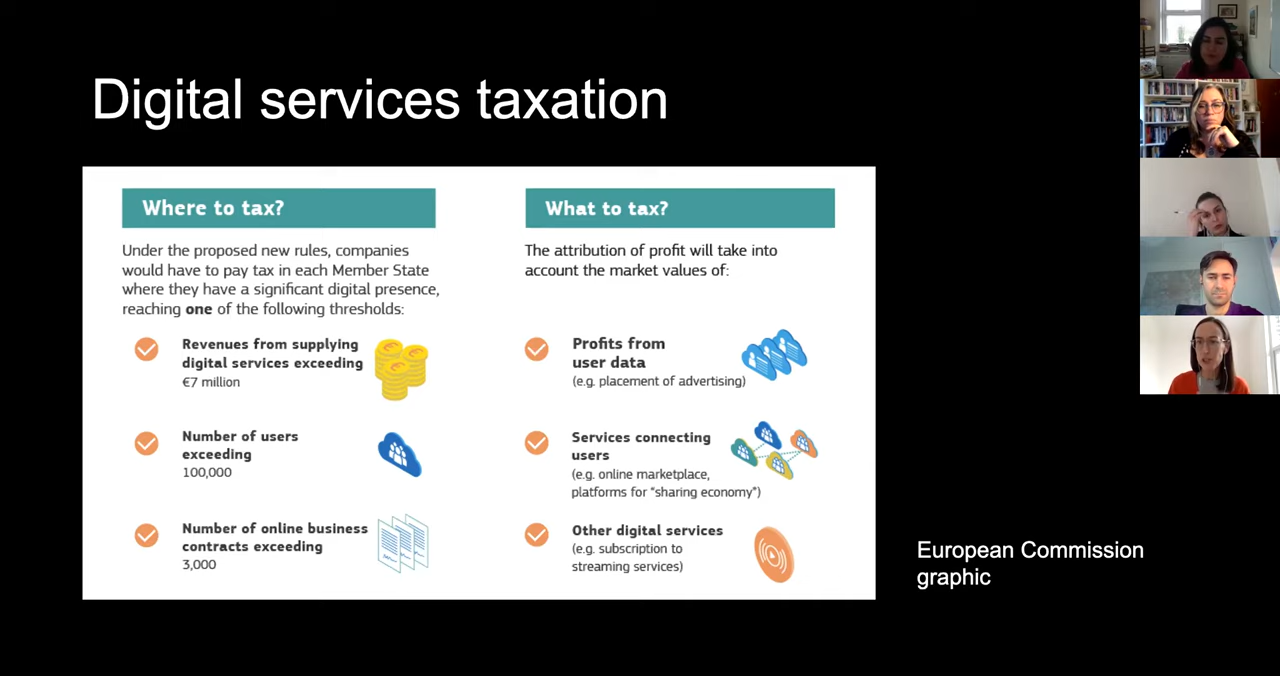 Digital services taxation
Where to tax?
Under the proposed new rules, companies
would have to pay tax in each Member State
where they have a significant digital presence,
reaching one of the following thresholds:
Revenues from supplying
digital services exceeding
€7 million
Number of users
exceeding
100,000
Number of online business
contracts exceeding
3,000
What to tax?
The attribution of profit will take into
account the market values of:
Profits from
user data
(e.g. placement of advertising)
Services connecting
users
(e.g. online marketplace,
platforms for “sharing economy”)
Other digital services
(e.g. subscription to
streaming services)
European Commission
graphic